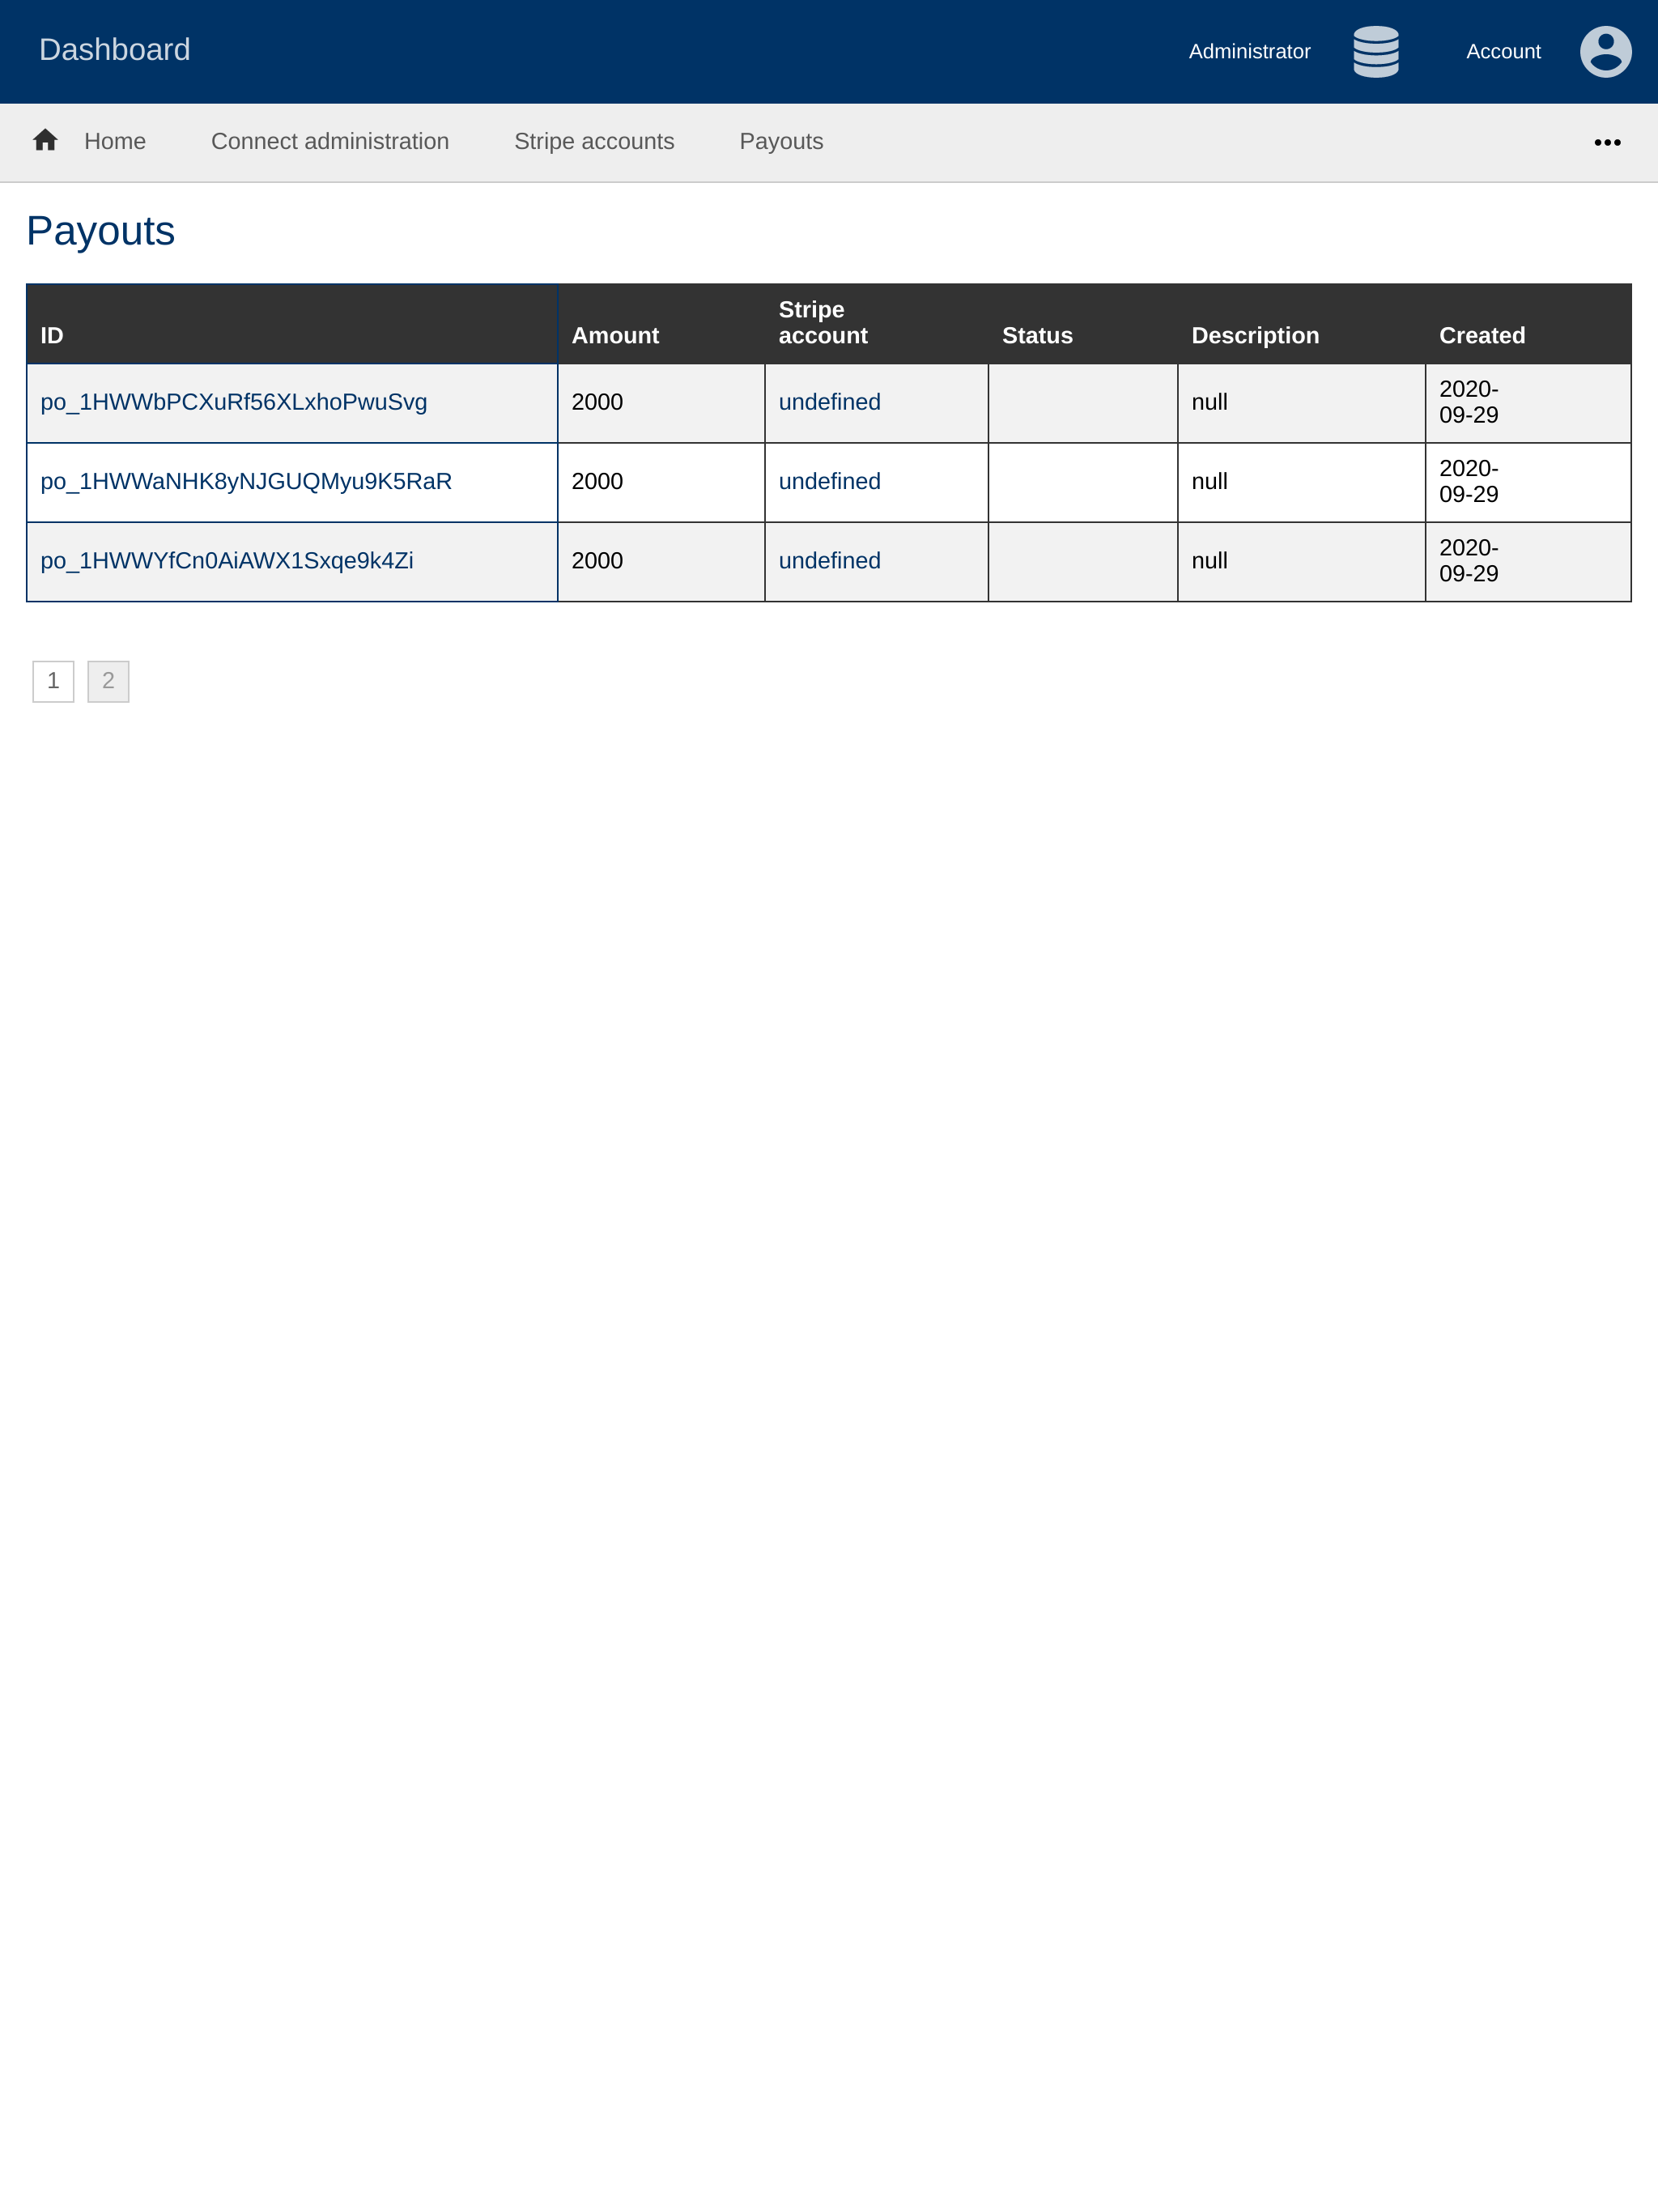 Dashboard
Administrator
Account
Home
Connect administration
Stripe accounts
Payouts
•••
Payouts
ID
Amount
Stripe
account
Status
Description
Created
po_1HWWbPCXuRf56XLxhoPwuSvg
2000
undefined
null
2020-
09-29
po_1HWWaNHK8yNJGUQMyu9K5RaR
2000
undefined
null
2020-
09-29
po_1HWWYfCn0AiAWX1Sxqe9k4Zi
2000
undefined
null
2020-
09-29
1
2